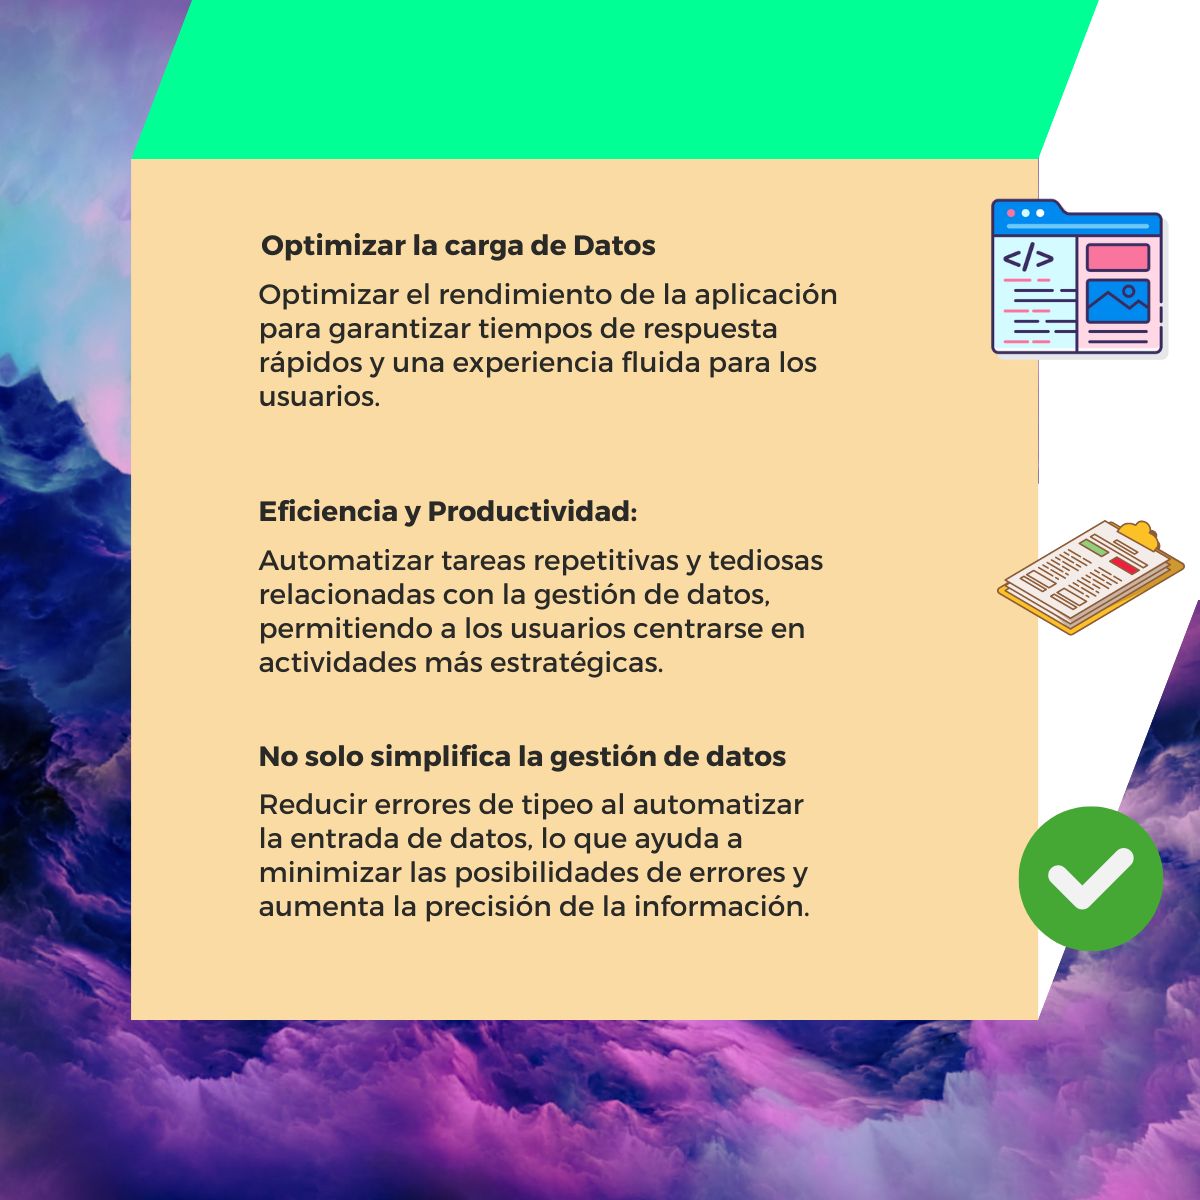 Optimizar la carga de Datos
Optimizar el rendimiento de la aplicación
para garantizar tiempos de respuesta
rápidos y una experiencia fluida para los
usuarios.
Eficiencia y Productividad:
Automatizar tareas repetitivas y tediosas
relacionadas con la gestión de datos,
permitiendo a los usuarios centrarse en
actividades más estratégicas.
No solo simplifica la gestión de datos
Reducir errores de tipeo al automatizar
la entrada de datos, lo que ayuda a
minimizar las posibilidades de errores y
aumenta la precisión de la información.